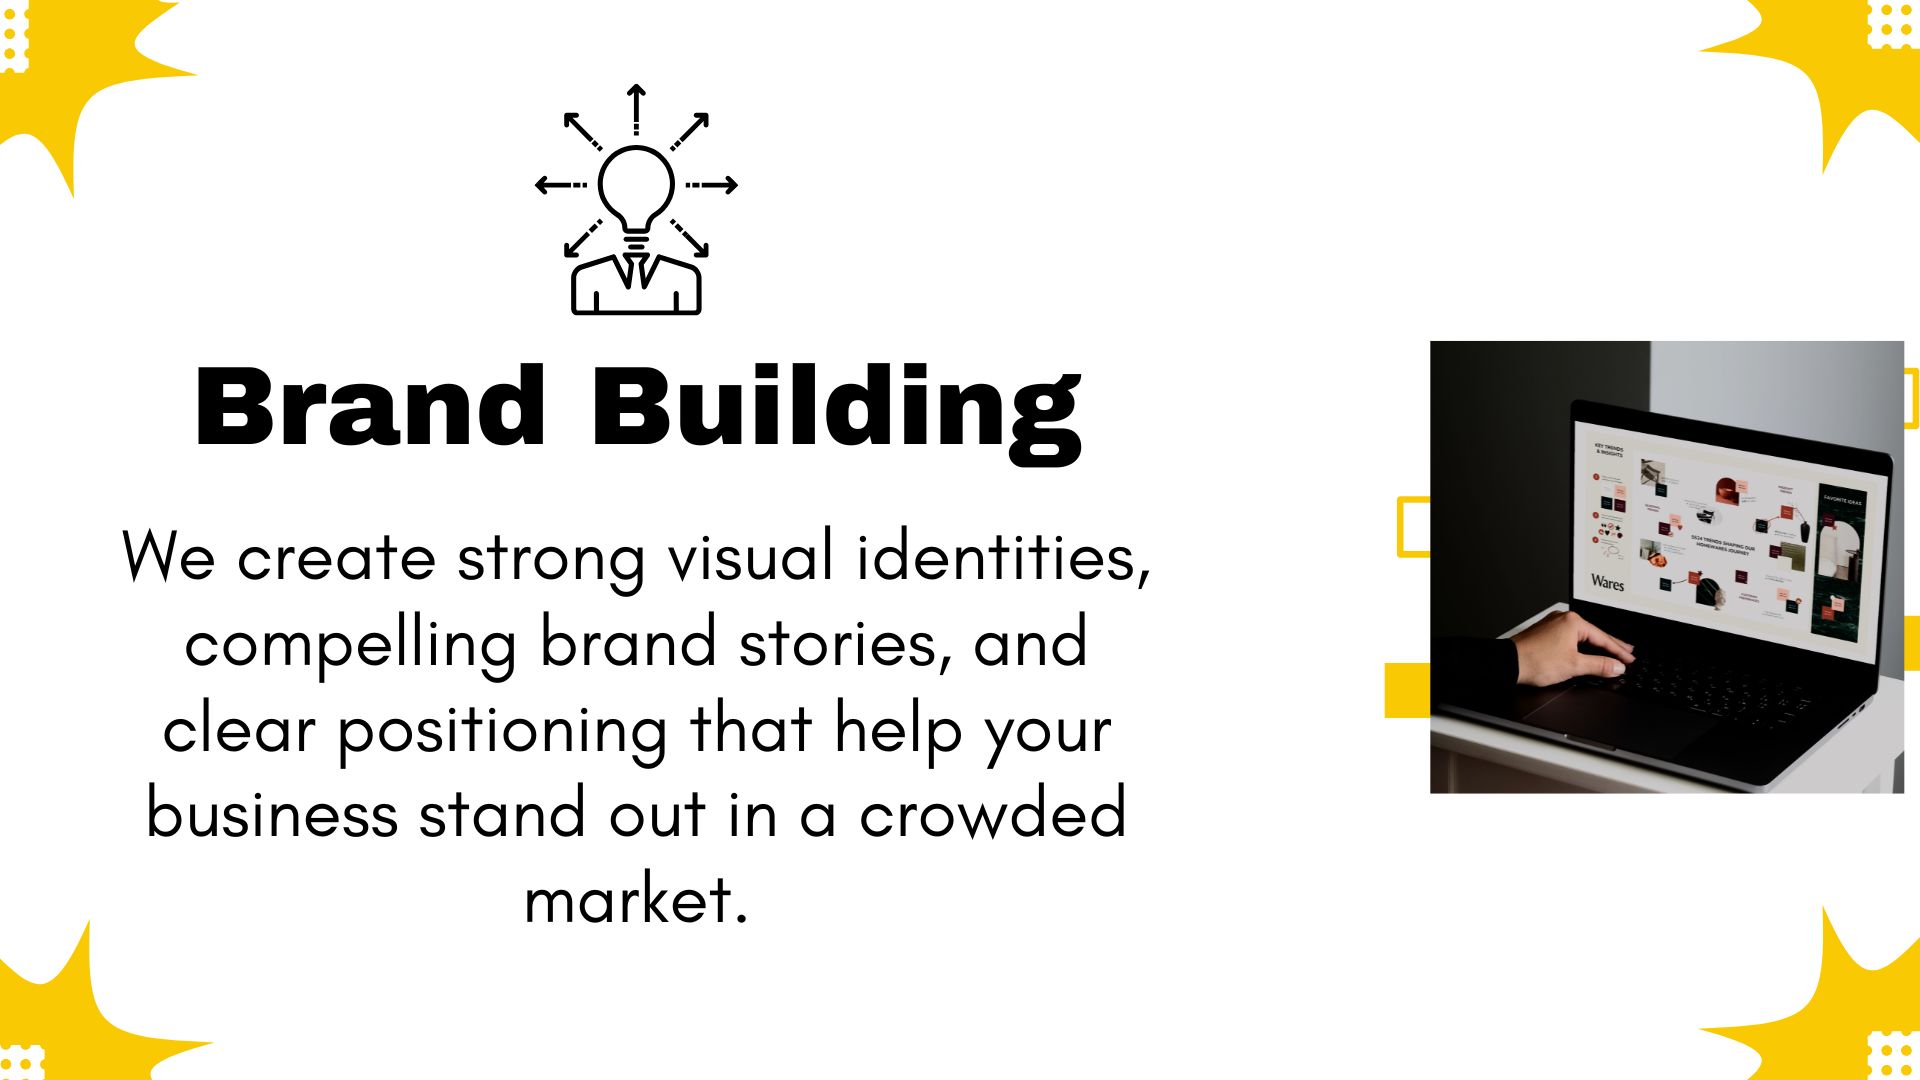 Brand Building
We create strong visual identities,
compelling brand stories, and
clear positioning that help your
business stand out in a crowded
market.
KEY TRENDS
& INSIGHTS
FAVORITE IDEAS
SS24 TRENDS SHAPING OUR
HOMEWARES JOURNEY
Wares